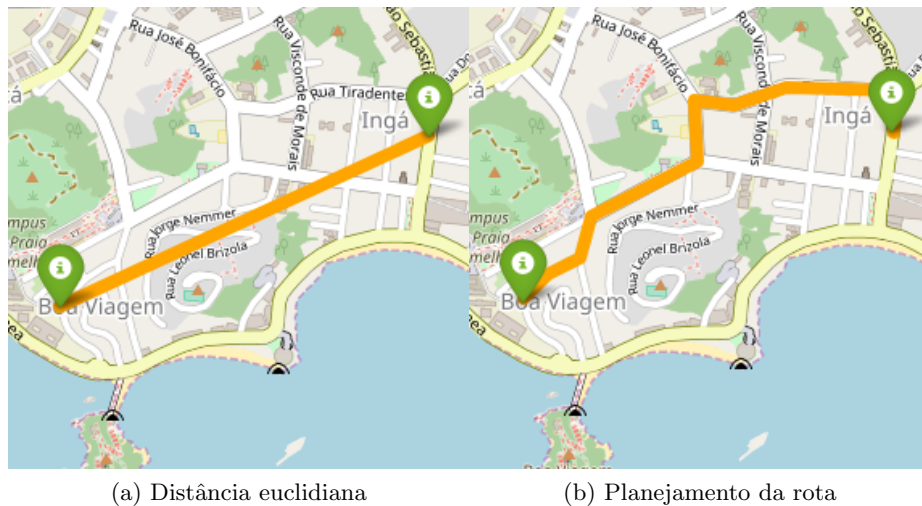 Rua José Bonifácio
Rua Visconde de Morais
Rua Tiradentes
Ingá
Rua Jorge Nemmer
Rua Leonel Brizola
Praia
Boa Viagem
Rua José Bonifácio
Rua Visconde de Morais
Ingá
Rua Jorge Nemmer
Rua Leonel Brizola
Praia
Boa Viagem
(a) Distância euclidiana
(b) Planejamento da rota